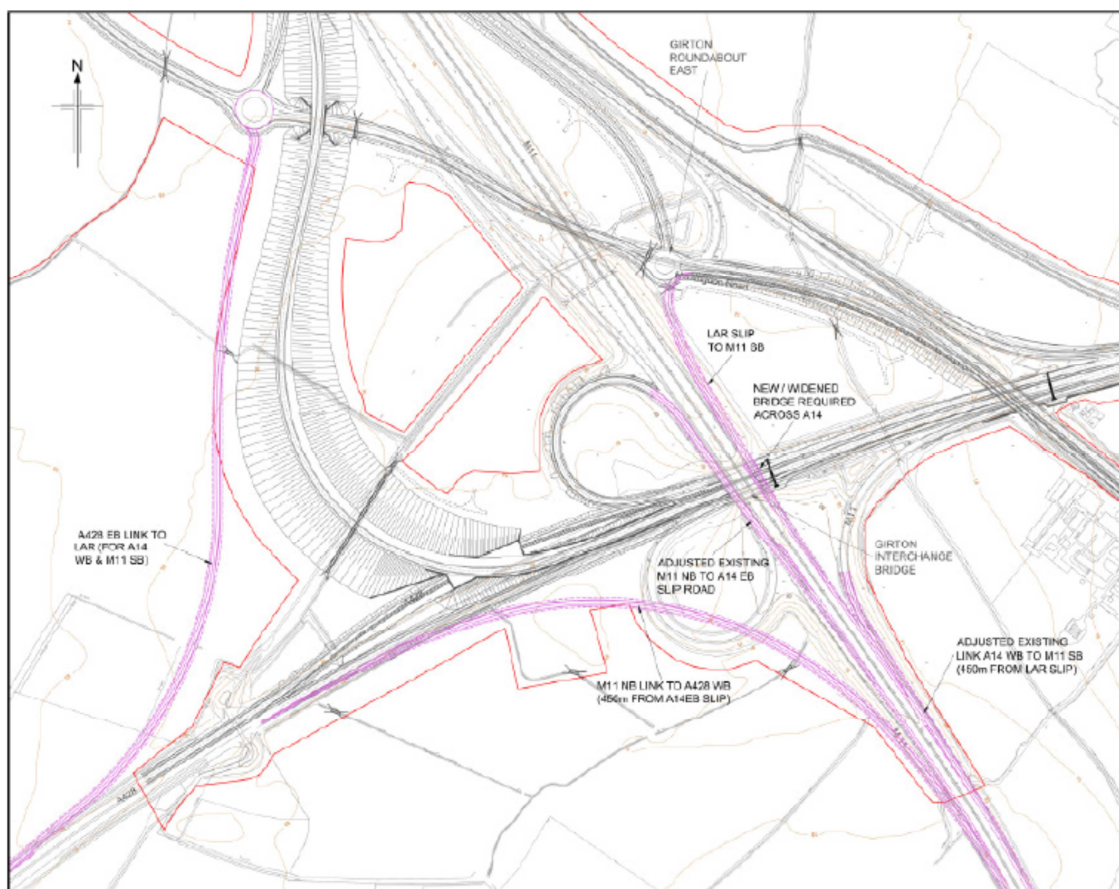 GIRTON
ROUNDABOUT
EAST
N
M11
LAR SLIP
TO M11 SB
NEW / WIDENED
BRIDGE REQUIRED
ACROSS A14
A428 EB LINK TO
LAR (FOR A14
WB & M11 SB)
M11
ADJUSTED EXISTING
M11 NB TO A14 EB
SLIP ROAD
GIRTON
INTERCHANGE
BRIDGE
ADJUSTED EXISTING
LINK A14 WB TO M11 SB
(450m FROM LAR SLIP)
M11 NB LINK TO A428 WB
(450m FROM A14EB SLIP)
M11
A428